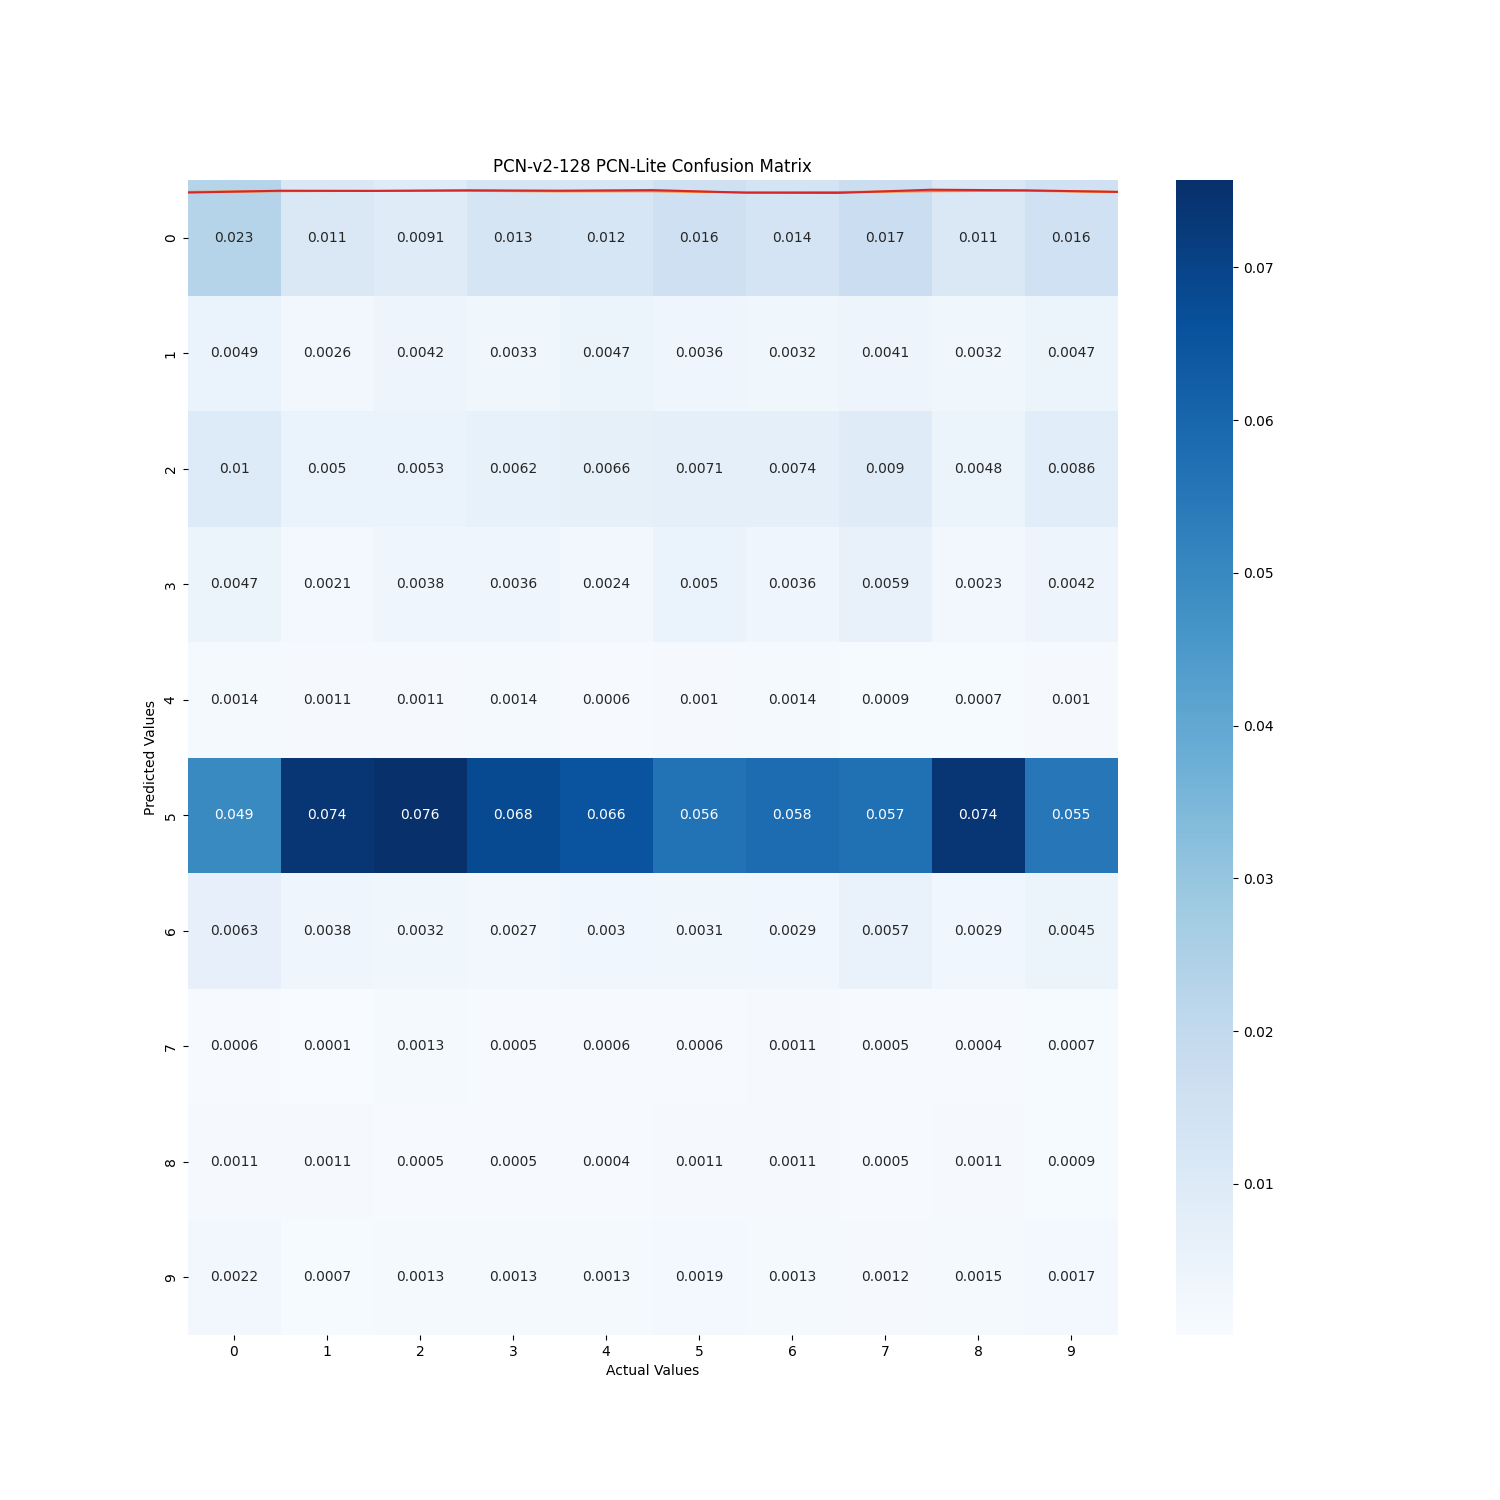 PCN-v2-128 PCN-Lite Confusion Matrix
0 0.023 0.011 0.0091 0.013 0.012 0.016 0.014 0.017 0.011 0.016
1 0.0049 0.0026 0.0042 0.0033 0.0047 0.0036 0.0032 0.0041 0.0032 0.0047
2 0.01 0.005 0.0053 0.0062 0.0066 0.0071 0.0074 0.009 0.0048 0.0086
3 0.0047 0.0021 0.0038 0.0036 0.0024 0.005 0.0036 0.0059 0.0023 0.0042
4 0.0014 0.0011 0.0011 0.0014 0.0006 0.001 0.0014 0.0009 0.0007 0.001
5 0.049 0.074 0.076 0.068 0.066 0.056 0.058 0.057 0.074 0.055
6 0.0063 0.0038 0.0032 0.0027 0.003 0.0031 0.0029 0.0057 0.0029 0.0045
7 0.0006 0.0001 0.0013 0.0005 0.0006 0.0006 0.0011 0.0005 0.0004 0.0007
8 0.0011 0.0011 0.0005 0.0005 0.0004 0.0011 0.0011 0.0005 0.0011 0.0009
9 0.0022 0.0007 0.0013 0.0013 0.0013 0.0019 0.0013 0.0012 0.0015 0.0017
0 1 2 3 4 5 6 7 8 9
Actual Values
Predicted Values
0.07
0.06
0.05
0.04
0.03
0.02
0.01